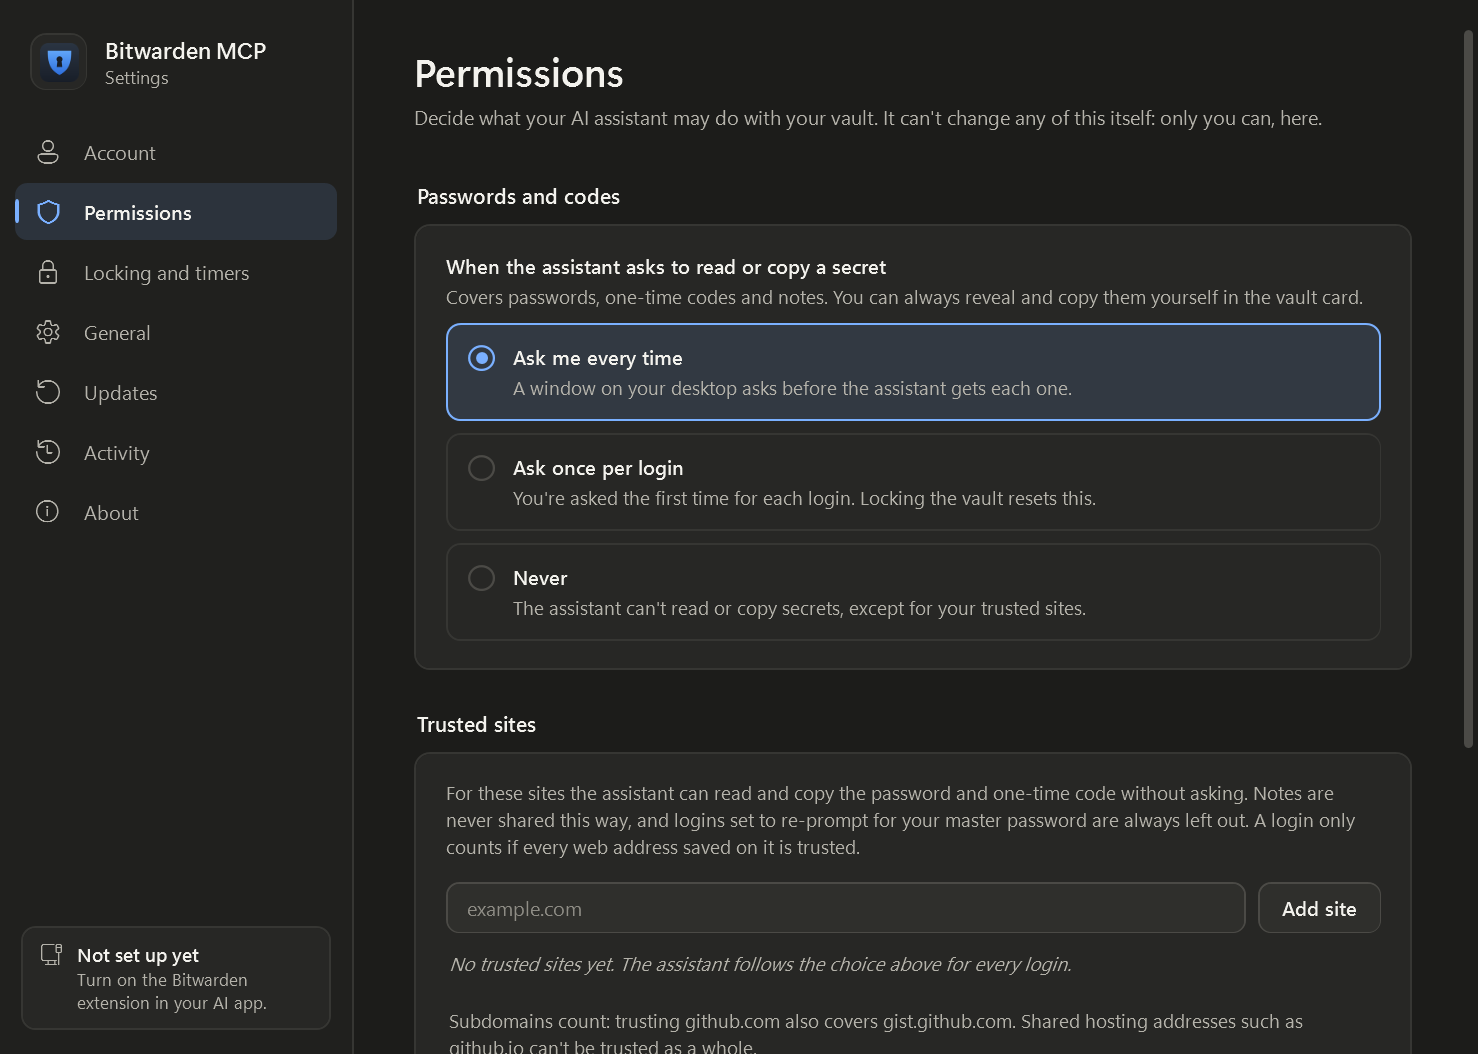 Bitwarden MCP
Settings
Account
Permissions
Locking and timers
General
Updates
Activity
About
Not set up yet
Turn on the Bitwarden
extension in your AI app.
Permissions
Decide what your AI assistant may do with your vault. It can't change any of this itself: only you can, here.
Passwords and codes
When the assistant asks to read or copy a secret
Covers passwords, one-time codes and notes. You can always reveal and copy them yourself in the vault card.
Ask me every time
A window on your desktop asks before the assistant gets each one.
Ask once per login
You're asked the first time for each login. Locking the vault resets this.
Never
The assistant can't read or copy secrets, except for your trusted sites.
Trusted sites
For these sites the assistant can read and copy the password and one-time code without asking. Notes are
never shared this way, and logins set to re-prompt for your master password are always left out. A login only
counts if every web address saved on it is trusted.
example.com
Add site
No trusted sites yet. The assistant follows the choice above for every login.
Subdomains count: trusting github.com also covers gist.github.com. Shared hosting addresses such as
github.io can't be trusted as a whole.